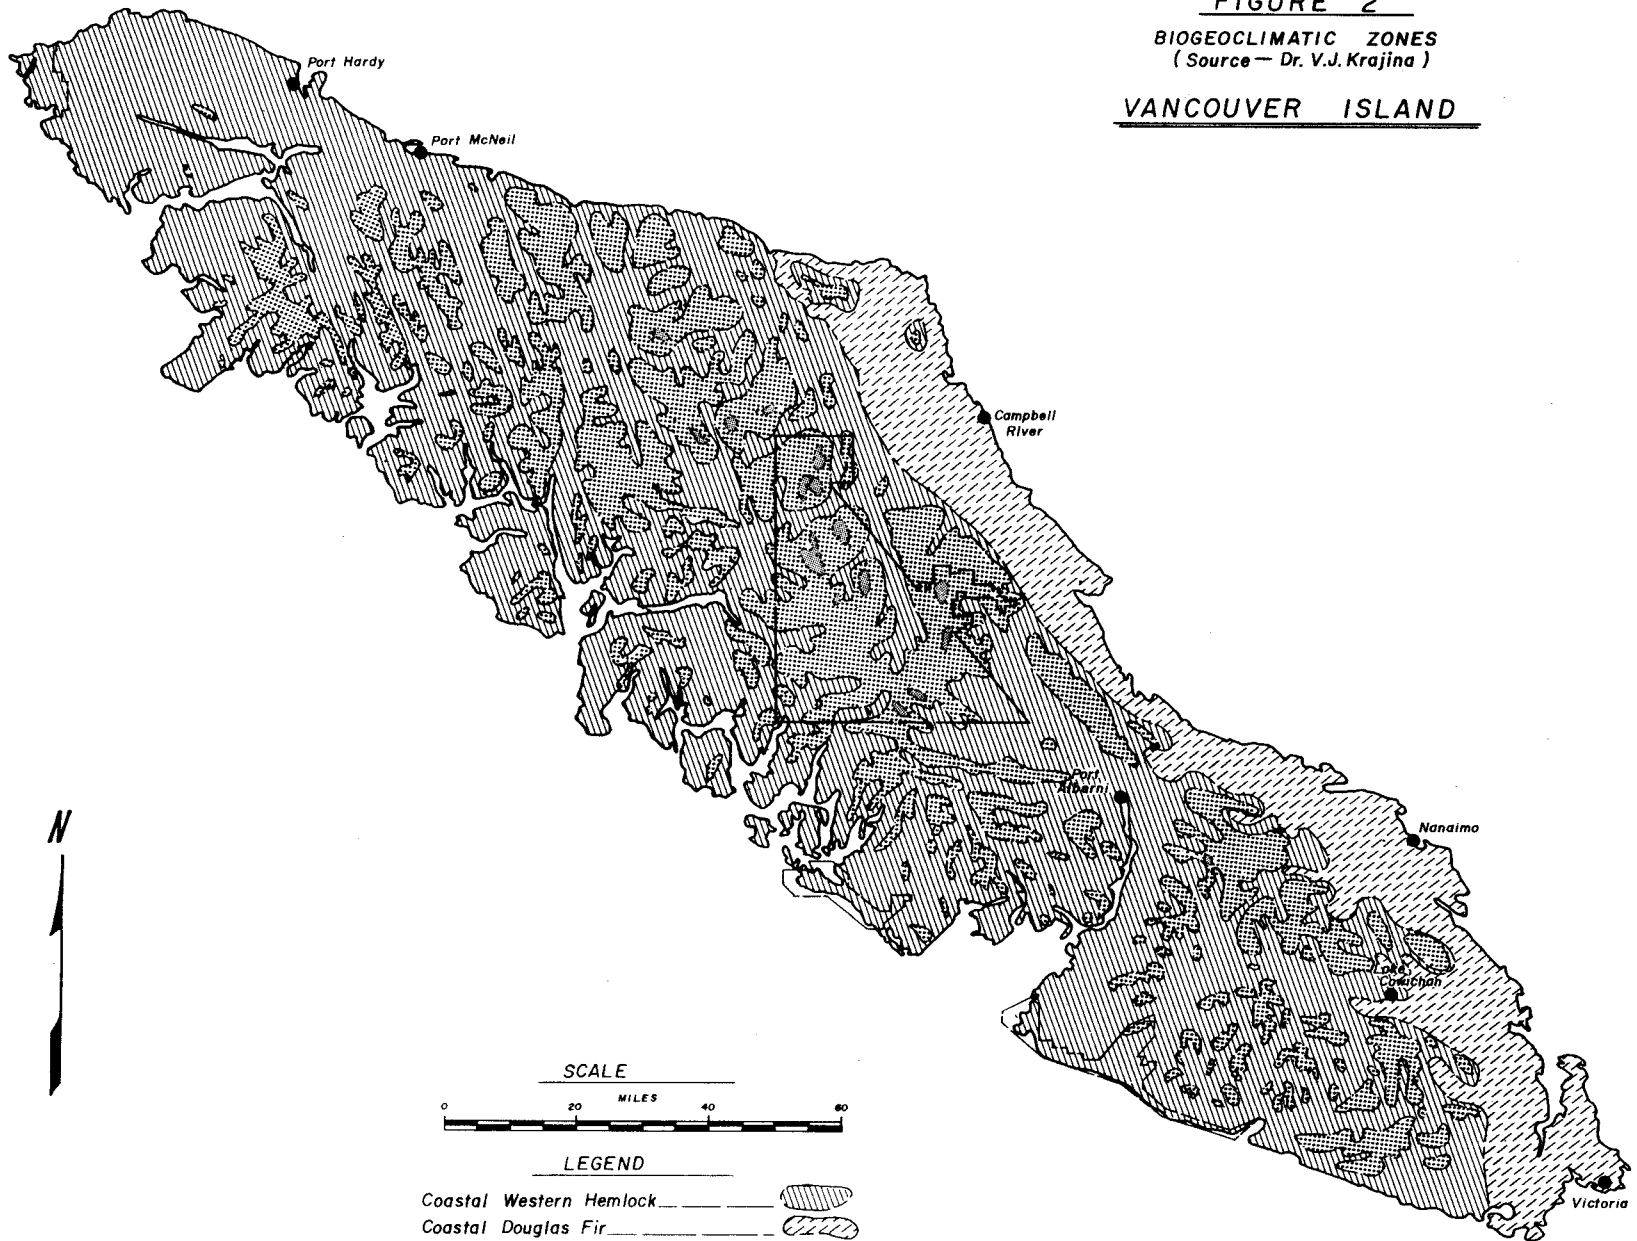 FIGURE 2
BIOGEOCLIMATIC ZONES
( Source — Dr. V.J. Krajina )
VANCOUVER ISLAND
Port Hardy
Port McNeil
Campbell
River
Port
Alberni
Nanaimo
Lake
Cowichan
Victoria
N
SCALE
MILES
0 20 40 60
LEGEND
Coastal Western Hemlock
Coastal Douglas Fir